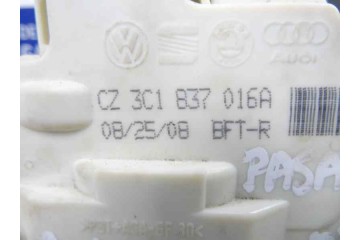 Audi
CZ 3C1 837 016A
08/25/08 BFT-R
PASA